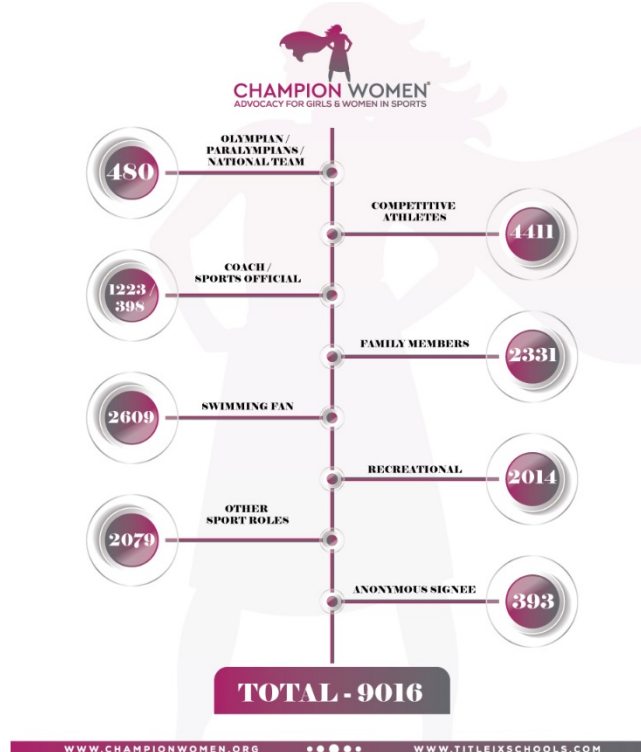 CHAMPION WOMEN®
ADVOCACY FOR GIRLS & WOMEN IN SPORTS
OLYMPIAN /
PARALYMPIANS /
NATIONAL TEAM
480
COMPETITIVE
ATHLETES
4411
COACH /
SPORTS OFFICIAL
1223 /
398
FAMILY MEMBERS
2331
SWIMMING FAN
2609
RECREATIONAL
2014
OTHER
SPORT ROLES
2079
ANONYMOUS SIGNEE
393
TOTAL - 9016
WWW.CHAMPIONWOMEN.ORG
WWW.TITLEIXSCHOOLS.COM